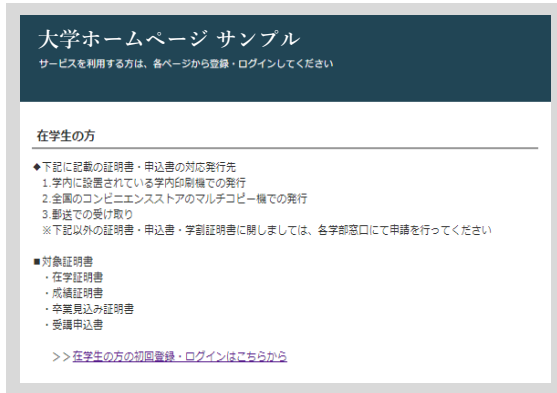 大学ホームページ サンプル
サービスを利用する方は、各ページから登録・ログインしてください
在学生の方
◆下記に記載の証明書・申込書の対応発行先
1.学内に設置されている学内印刷機での発行
2.全国のコンビニエンスストアのマルチコピー機での発行
3.郵送での受け取り
※下記以外の証明書・申込書・学割証明書に関しましては、各学部窓口にて申請を行ってください
■対象証明書
・在学証明書
・成績証明書
・卒業見込み証明書
・受講申込書
>>在学生の方の初回登録・ログインはこちらから